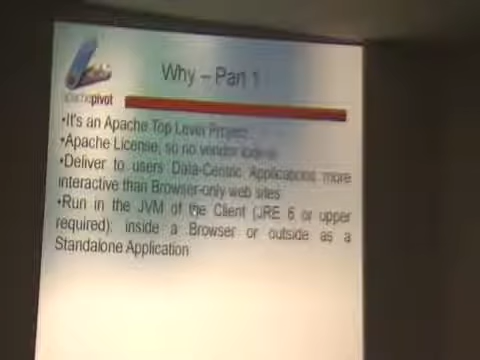 Why – Part 1
apachepivot
•It's an Apache Top Level Project
•Apache License, so no vendor lock-in
•Deliver to users Data-Centric Applications more
interactive than Browser-only web sites
•Run in the JVM of the Client (JRE 6 or upper
required): inside a Browser or outside as a
Standalone Application